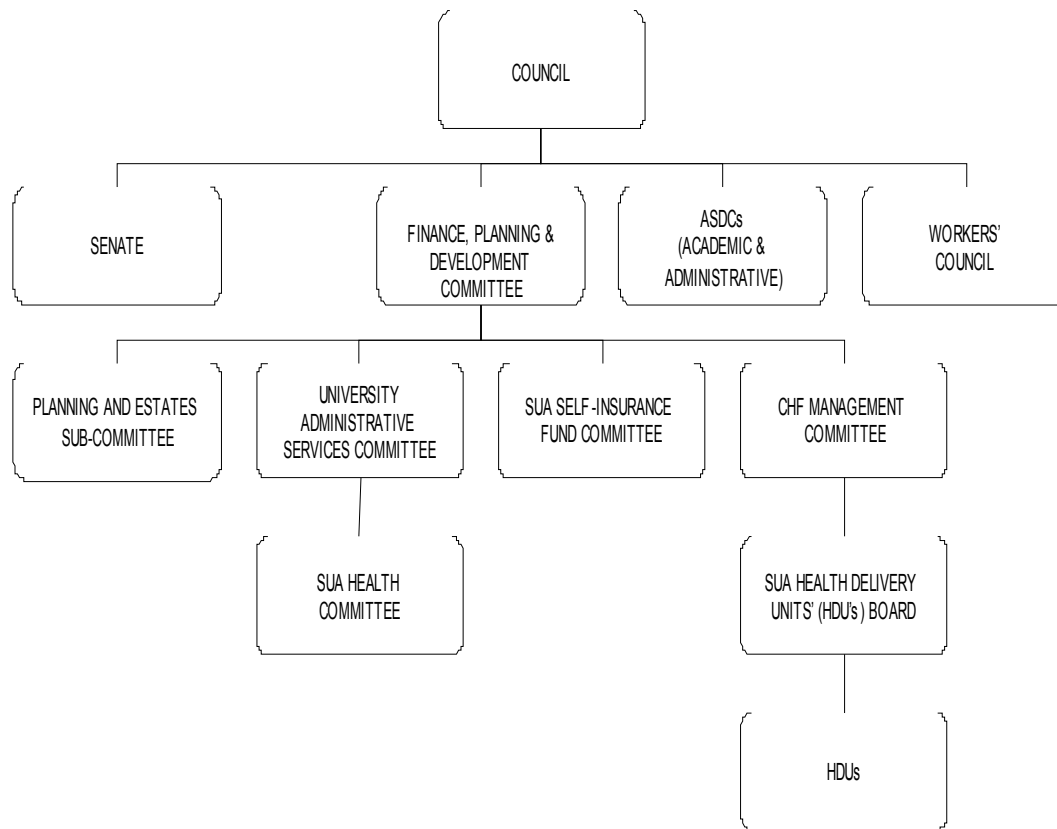 COUNCIL
SENATE
FINANCE, PLANNING &
DEVELOPMENT
COMMITTEE
ASDCs
(ACADEMIC &
ADMINISTRATIVE)
WORKERS'
COUNCIL
PLANNING AND ESTATES
SUB-COMMITTEE
UNIVERSITY
ADMINISTRATIVE
SERVICES COMMITTEE
SUA SELF-INSURANCE
FUND COMMITTEE
CHF MANAGEMENT
COMMITTEE
SUA HEALTH
COMMITTEE
SUA HEALTH DELIVERY
UNITS' (HDU's) BOARD
HDUs